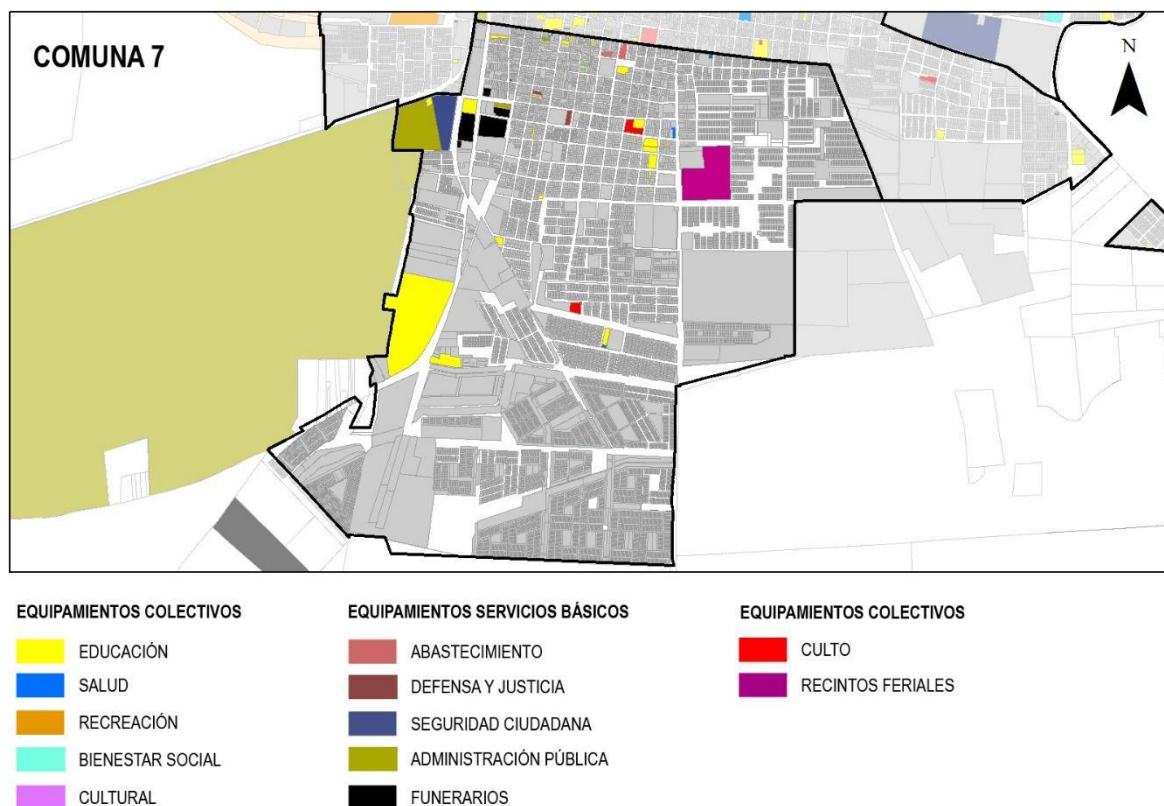 COMUNA 7
N
EQUIPAMIENTOS COLECTIVOS
EDUCACIÓN
SALUD
RECREACIÓN
BIENESTAR SOCIAL
CULTURAL
EQUIPAMIENTOS SERVICIOS BÁSICOS
ABASTECIMIENTO
DEFENSA Y JUSTICIA
SEGURIDAD CIUDADANA
ADMINISTRACIÓN PÚBLICA
FUNERARIOS
EQUIPAMIENTOS COLECTIVOS
CULTO
RECINTOS FERIALES